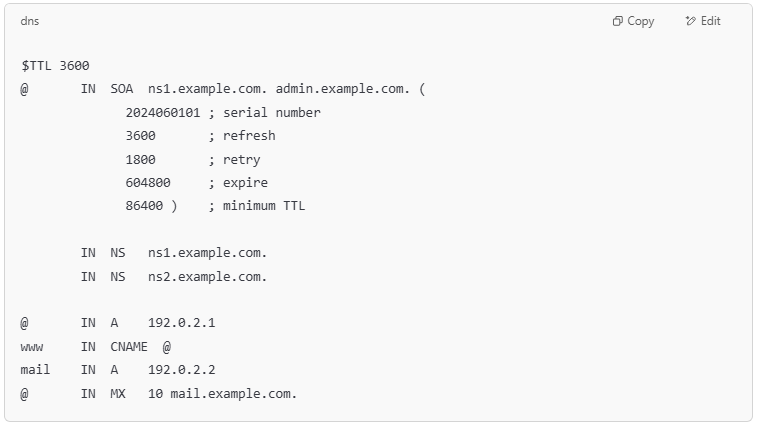 dns Copy Edit
$TTL 3600
@       IN  SOA  ns1.example.com. admin.example.com. (
              2024060101 ; serial number
              3600       ; refresh
              1800       ; retry
              604800     ; expire
              86400 )    ; minimum TTL
        IN  NS   ns1.example.com.
        IN  NS   ns2.example.com.
@       IN  A    192.0.2.1
www     IN  CNAME  @
mail    IN  A    192.0.2.2
@       IN  MX   10 mail.example.com.